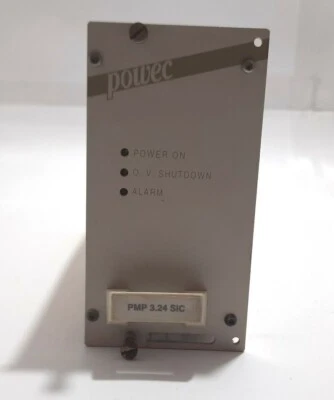 powec
POWER ON
O. V. SHUTDOWN
ALARM
PMP 3.24 SIC